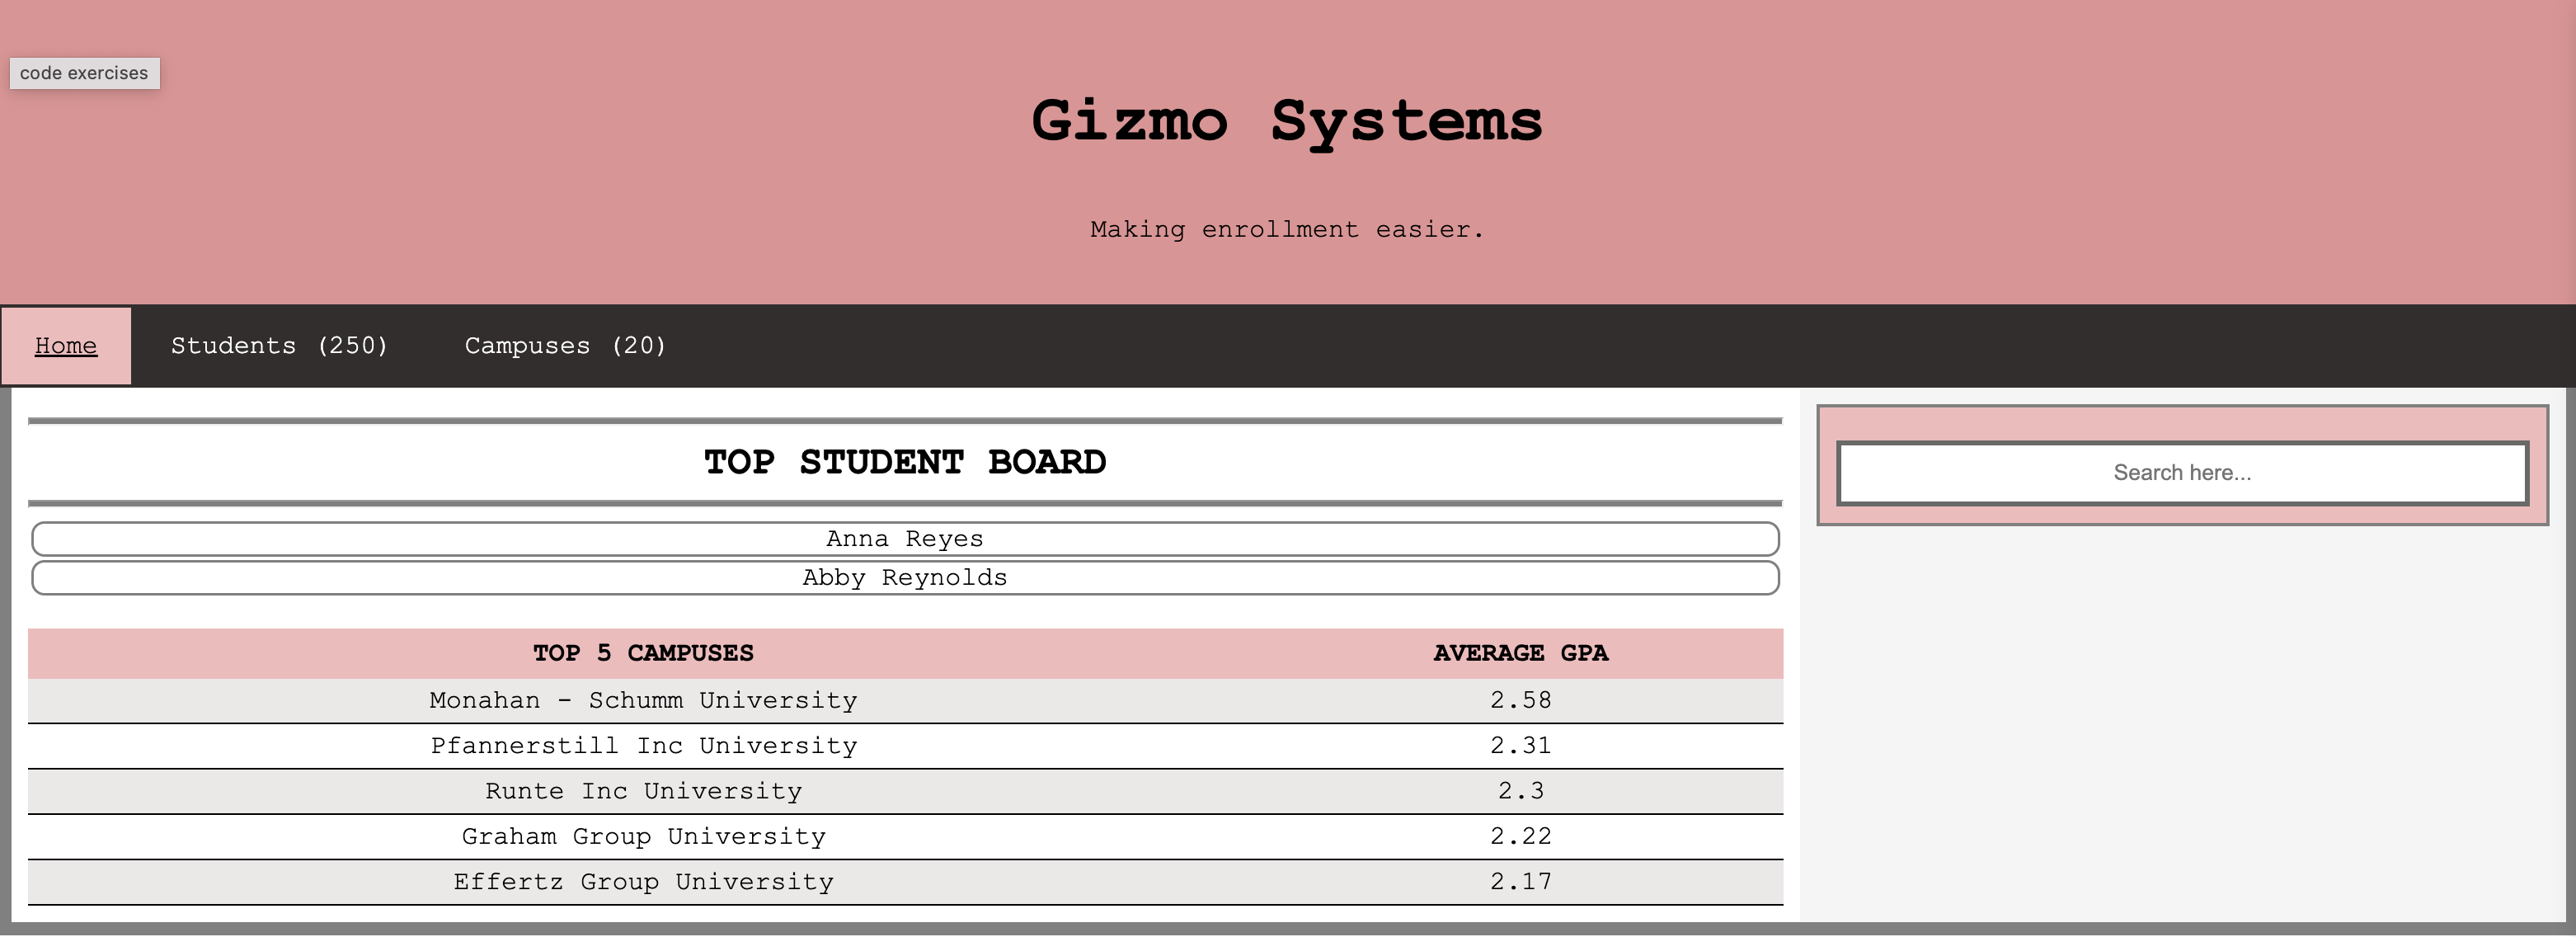 code exercises
Gizmo Systems
Making enrollment easier.
Home Students (250) Campuses (20)
TOP STUDENT BOARD
Search here...
Anna Reyes
Abby Reynolds
TOP 5 CAMPUSES AVERAGE GPA
Monahan - Schumm University 2.58
Pfannerstill Inc University 2.31
Runte Inc University 2.3
Graham Group University 2.22
Effertz Group University 2.17